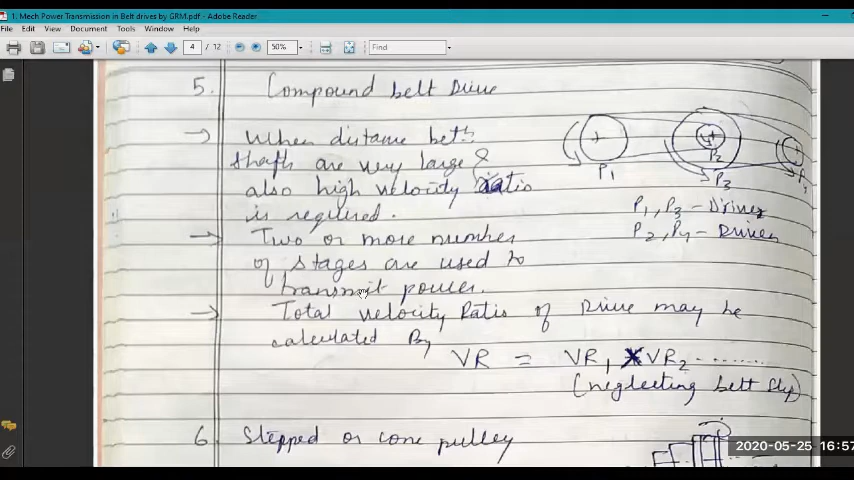 1. Mech Power Transmission in Belt drives by GRM.pdf - Adobe Reader
File Edit View Document Tools Window Help
4 / 12 50% Find
5. Compound belt Drive
→ When distance betn
shafts are very large &
also high velocity ratio
is required.
→ Two or more number
of stages are used to
transmit power.
→ Total velocity Ratio of Drive may be
calculated By
VR = VR1 × VR2 ........
(neglecting belt slip)
6 Stepped or cone pulley
P1
P2
P3
P4
P1, P3 - Driver
P2, P4 - Driven
2020-05-25 16:57